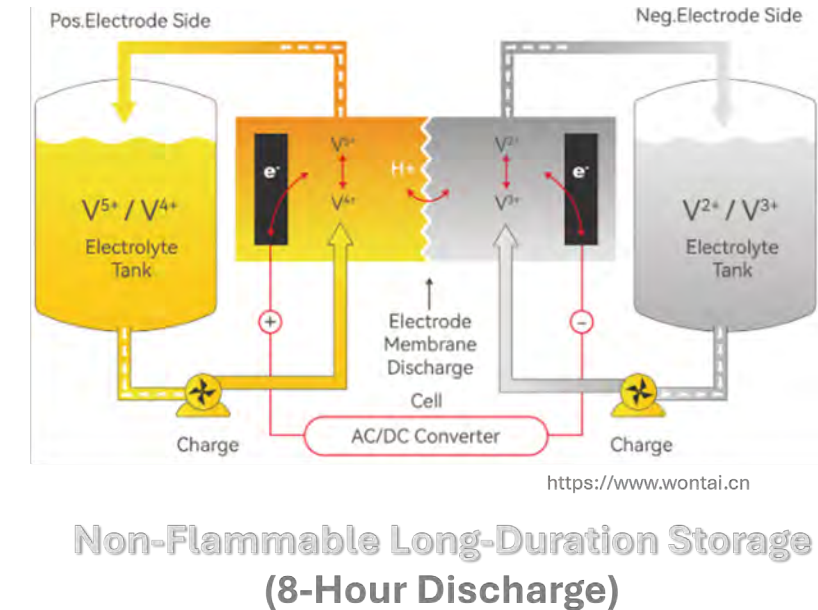 Pos.Electrode Side
Neg.Electrode Side
e-
V5+
V4+
H+
V2+
V3+
e-
V5+ / V4+
Electrolyte
Tank
V2+ / V3+
Electrolyte
Tank
+
Electrode
Membrane
Discharge
−
Cell
AC/DC Converter
Charge
Charge
https://www.wontai.cn
Non-Flammable Long-Duration Storage
(8-Hour Discharge)